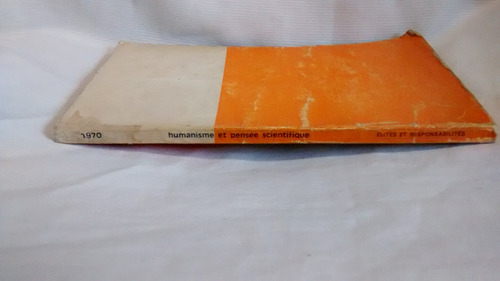 1970 humanisme et pensée scientifique ÉLITES ET RESPONSABILITÉS